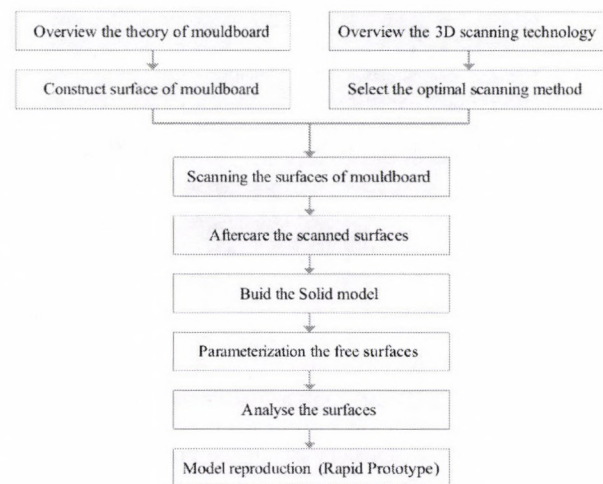 Overview the theory of mouldboard
Overview the 3D scanning technology
Construct surface of mouldboard
Select the optimal scanning method
Scanning the surfaces of mouldboard
Aftercare the scanned surfaces
Buid the Solid model
Parameterization the free surfaces
Analyse the surfaces
Model reproduction (Rapid Prototype)